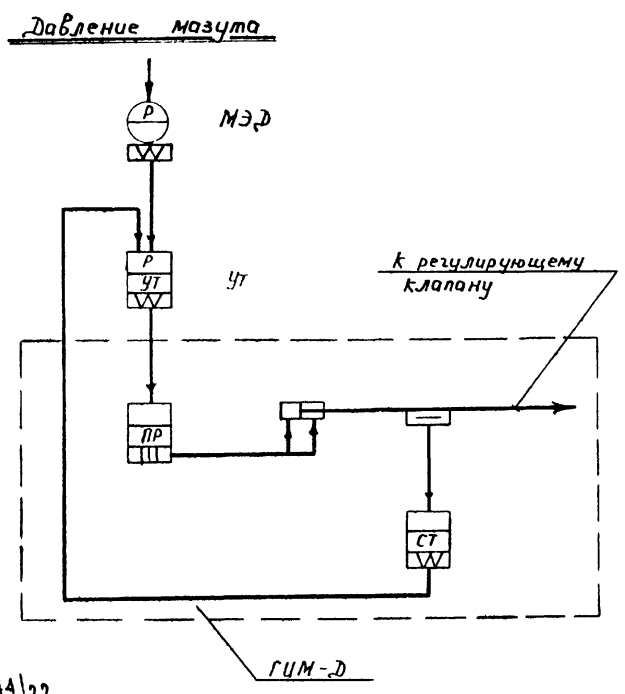 Давление мазута
Р
МЭД
Р
УТ
УТ
К регулирующему
клапану
ПР
СТ
ГИМ-Д